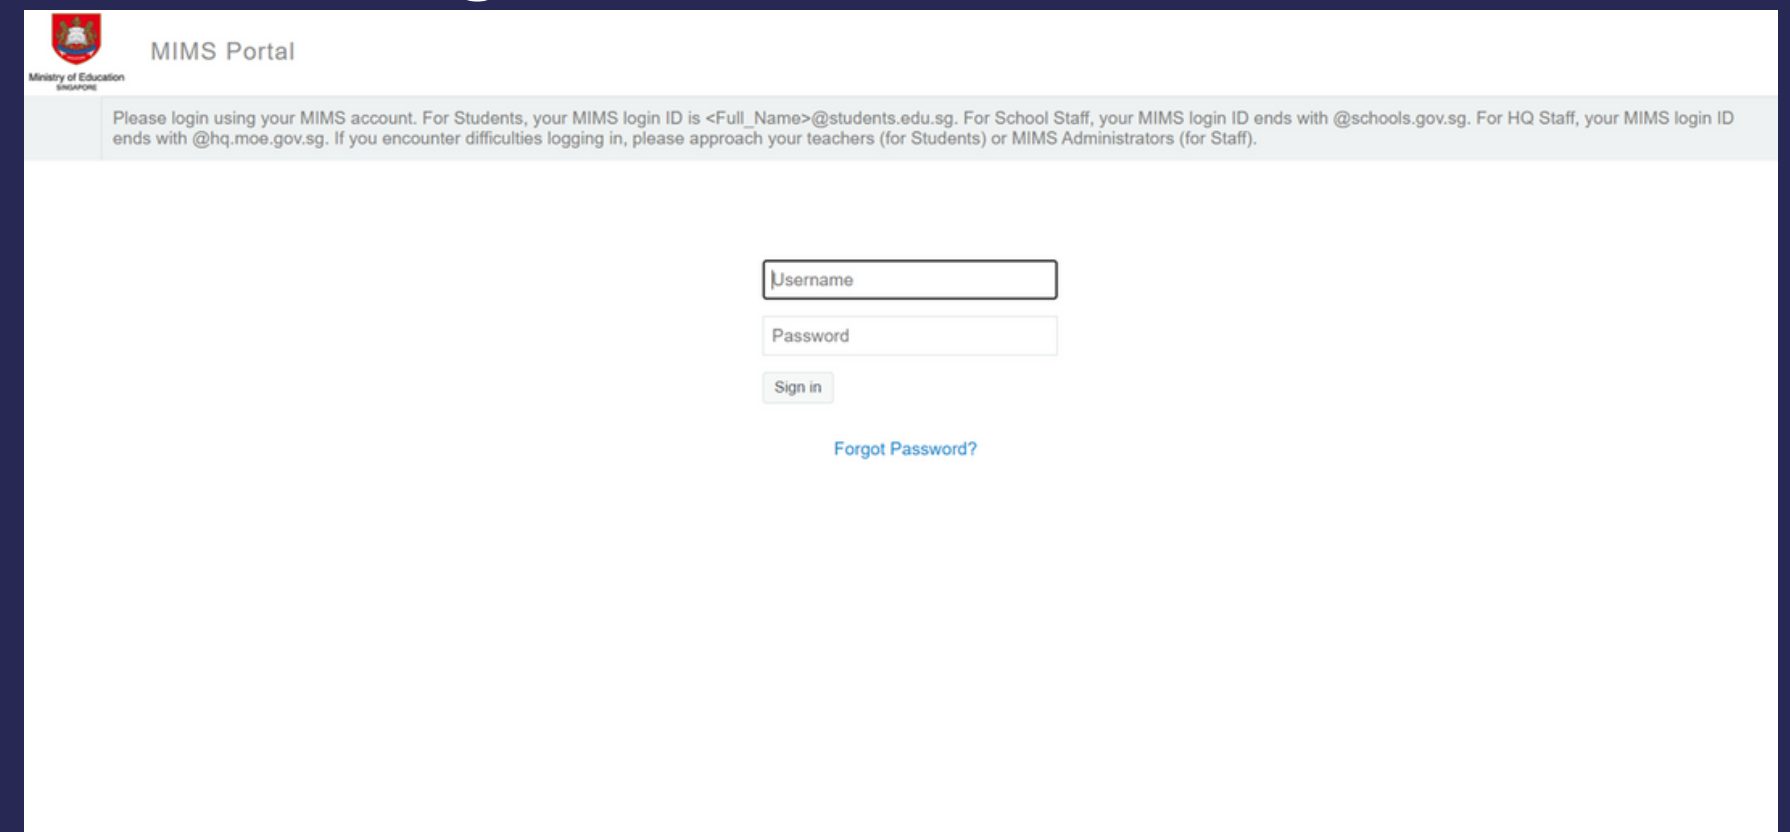 Ministry of Education
SINGAPORE
MIMS Portal
Please login using your MIMS account. For Students, your MIMS login ID is <Full_Name>@students.edu.sg. For School Staff, your MIMS login ID ends with @schools.gov.sg. For HQ Staff, your MIMS login ID
ends with @hq.moe.gov.sg. If you encounter difficulties logging in, please approach your teachers (for Students) or MIMS Administrators (for Staff).
Username
Password
Sign in
Forgot Password?